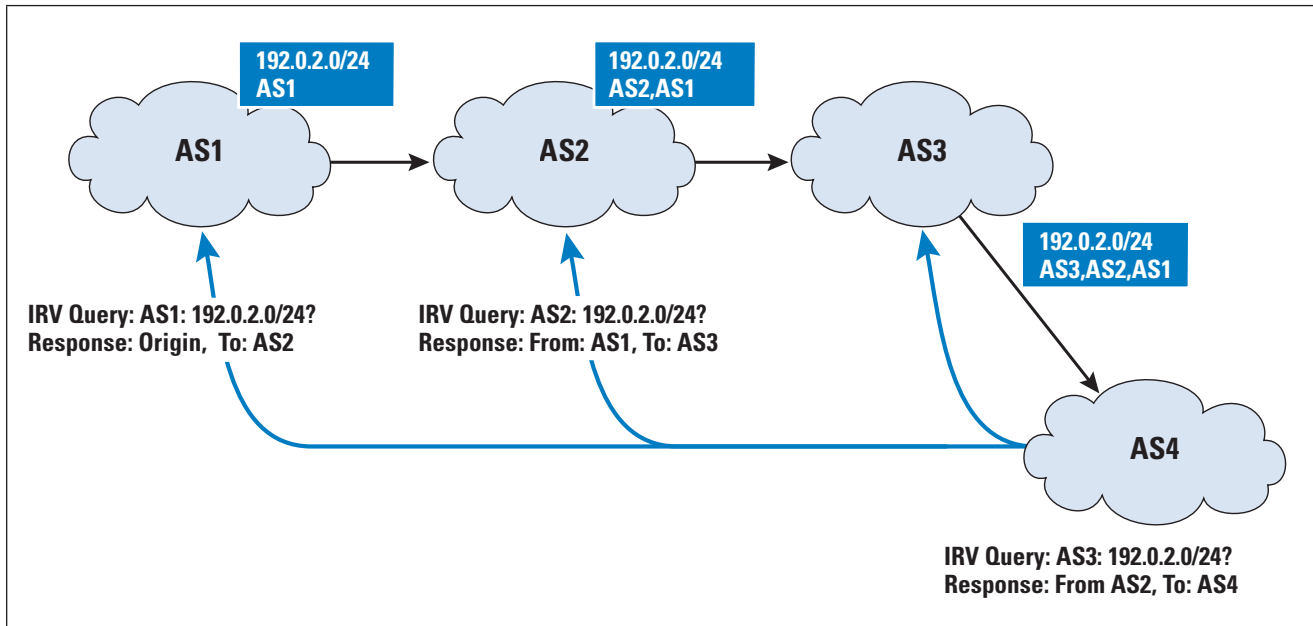 192.0.2.0/24
AS1
192.0.2.0/24
AS2,AS1
AS1
AS2
AS3
192.0.2.0/24
AS3,AS2,AS1
IRV Query: AS1: 192.0.2.0/24?
Response: Origin, To: AS2
IRV Query: AS2: 192.0.2.0/24?
Response: From: AS1, To: AS3
AS4
IRV Query: AS3: 192.0.2.0/24?
Response: From AS2, To: AS4